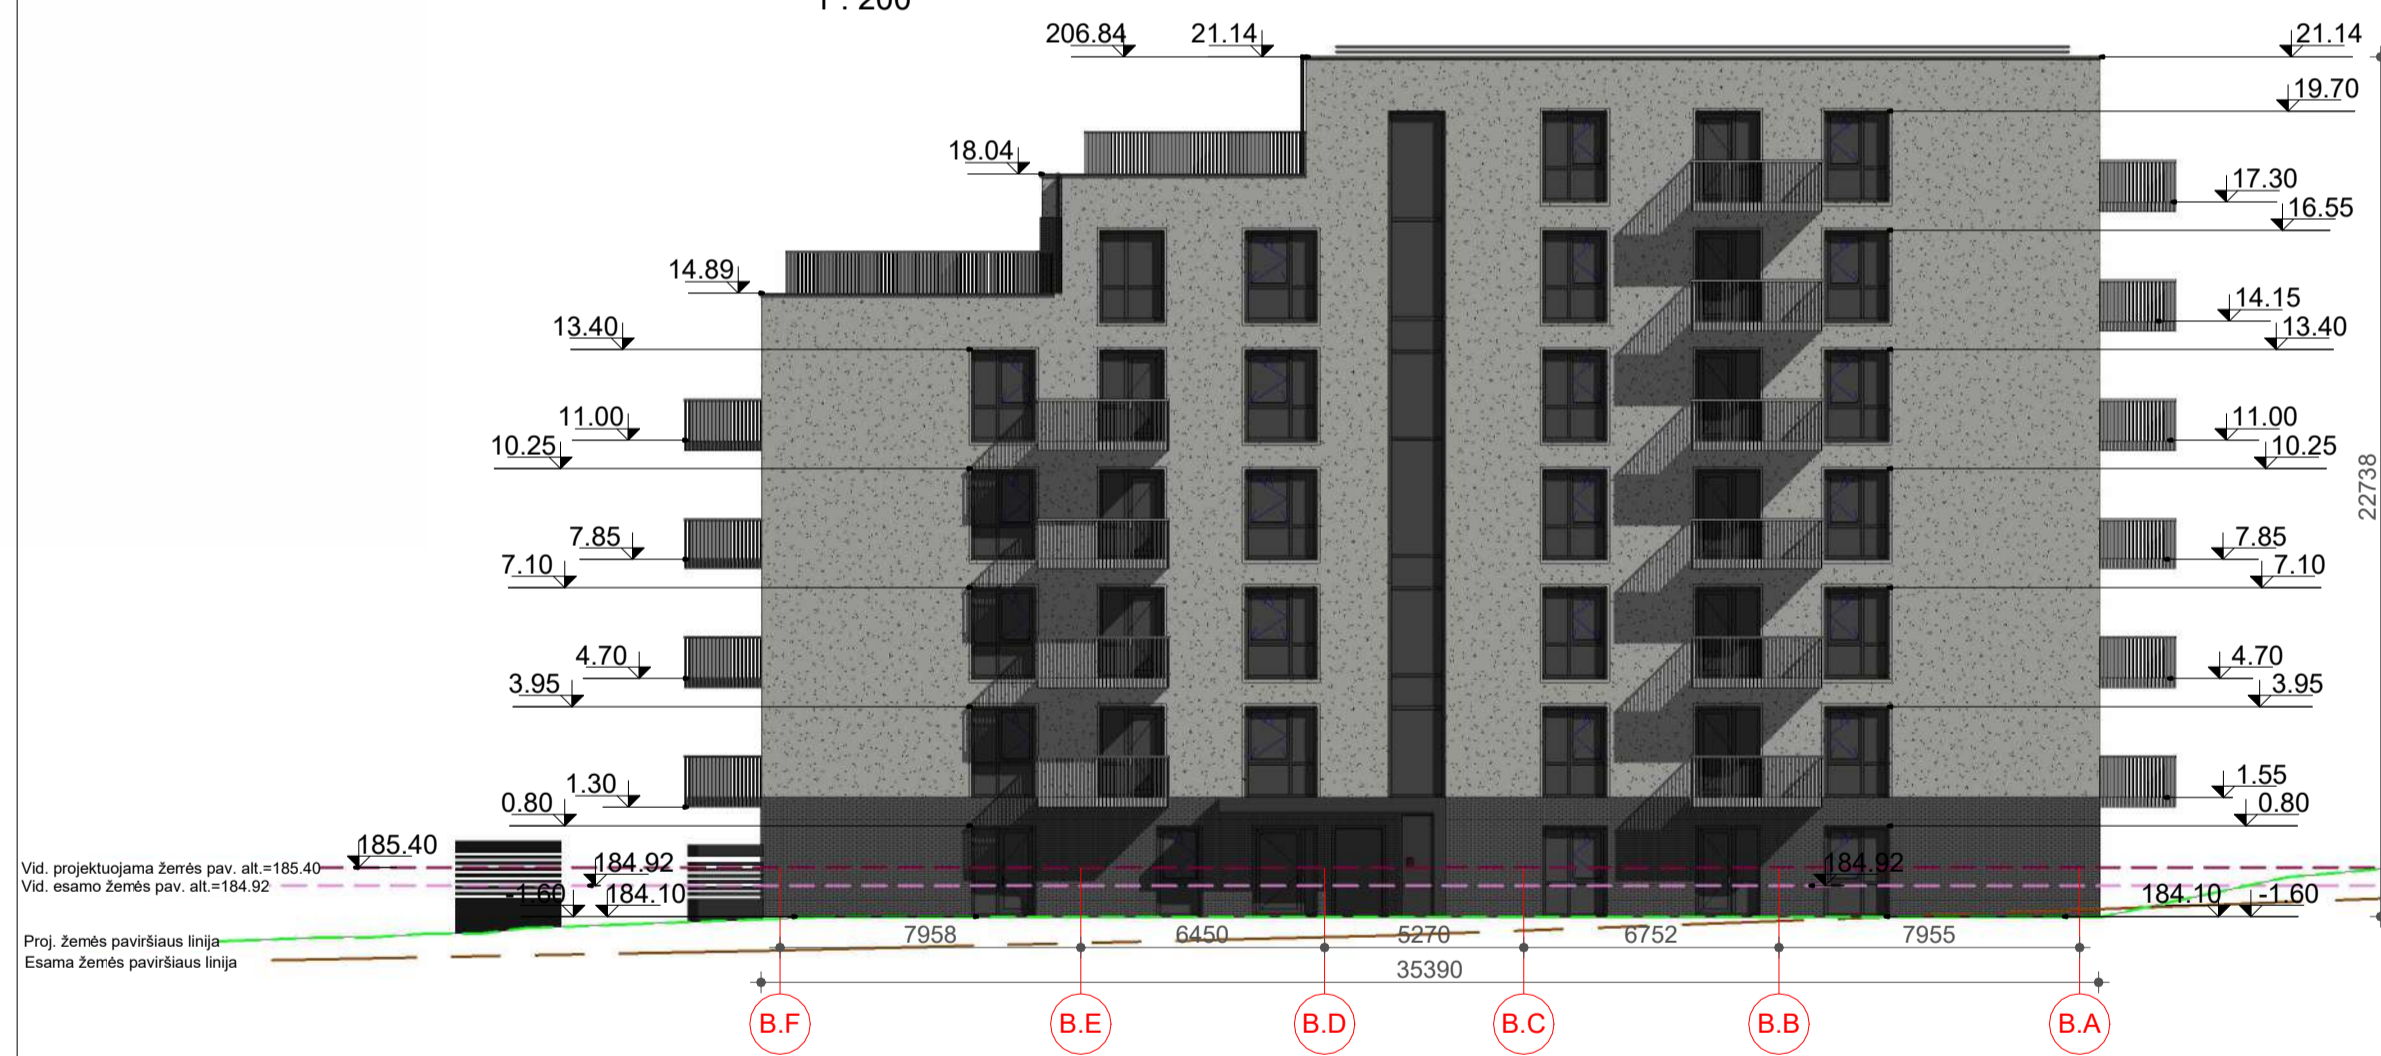 1 : 200
206.84 21.14 21.14
19.70
18.04
17.30
16.55
14.89
14.15
13.40 13.40
11.00 11.00
10.25 10.25
22738
7.85 7.85
7.10 7.10
4.70 4.70
3.95 3.95
1.30 1.55
0.80 0.80
185.40
Vid. projektuojama žemės pav. alt.=185.40
184.92 184.92
Vid. esamo žemės pav. alt.=184.92
-1.60 184.10 184.10 -1.60
Proj. žemės paviršiaus linija
7958 6450 5270 6752 7955
Esama žemės paviršiaus linija
35390
B.F B.E B.D B.C B.B B.A